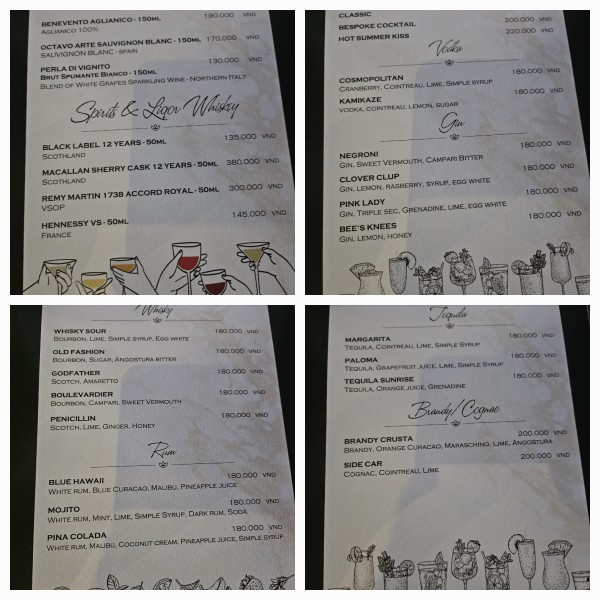 BENEVENTO AGLIANICO - 150ML 190.000 VND
AGLIANICO 100%
OCTAVO ARTE SAUVIGNON BLANC - 150ML 170.000 VND
SAUVIGNON BLANC - SPAIN
PERLA DI VIGNETO 130.000 VND
BRUT SPUMANTE BIANCO - 150ML
BLEND OF WHITE GRAPES SPARKLING WINE - NORTHERN ITALY
Spirits & Liqor Whiskey
BLACK LABEL 12 YEARS - 50ML 135.000 VND
SCOTHLAND
MACALLAN SHERRY CASK 12 YEARS - 50ML 380.000 VND
SCOTHLAND
REMY MARTIN 1738 ACCORD ROYAL - 50ML 300.000 VND
VSOP
HENNESSY VS - 50ML 145.000 VND
FRANCE
CLASSIC
BESPOKE COCKTAIL 200.000 VND
HOT SUMMER KISS 220.000 VND
Vodka
COSMOPOLITAN 180.000 VND
CRANBERRY, COINTREAU, LIME, SIMPLE SYRUP
KAMIKAZE 180.000 VND
VODKA, COINTREAU, LEMON, SUGAR
Gin
NEGRONI 180.000 VND
GIN, SWEET VERMOUTH, CAMPARI BITTER
CLOVER CLUP 180.000 VND
GIN, LEMON, RASBERRY, SYRUP, EGG WHITE
PINK LADY 180.000 VND
GIN, TRIPLE SEC, GRENADINE, LIME, EGG WHITE
BEE'S KNEES 180.000 VND
GIN, LEMON, HONEY
Whisky
WHISKY SOUR 180.000 VND
BOURBON, LIME, SIMPLE SYRUP, EGG WHITE
OLD FASHION 180.000 VND
BOURBON, SUGAR, ANGOSTURA BITTER
GODFATHER 180.000 VND
SCOTCH, AMARETTO
BOULEVARDIER 180.000 VND
BOURBON, CAMPARI, SWEET VERMOUTH
PENICILLIN 180.000 VND
SCOTCH, LIME, GINGER, HONEY
Rum
BLUE HAWAII 180.000 VND
WHITE RUM, BLUE CURACAO, MALIBU, PINEAPPLE JUICE
MOJITO 180.000 VND
WHITE RUM, MINT, LIME, SIMPLE SYRUP, DARK RUM, SODA
PINA COLADA 180.000 VND
WHITE RUM, MALIBU, COCONUT CREAM, PINEAPPLE JUICE, SIMPLE SYRUP
Tequila
MARGARITA 180.000 VND
TEQUILA, COINTREAU, LIME, SIMPLE SYRUP
PALOMA 180.000 VND
TEQUILA, GRAPEFRUIT JUICE, LIME, SIMPLE SYRUP
TEQUILA SUNRISE 180.000 VND
TEQUILA, ORANGE JUICE, GRENADINE
Brandy/ Cognac
BRANDY CRUSTA 200.000 VND
BRANDY, ORANGE CURACAO, MARASCHINO, LIME, ANGOSTURA
SIDE CAR 200.000 VND
COGNAC, COINTREAU, LIME